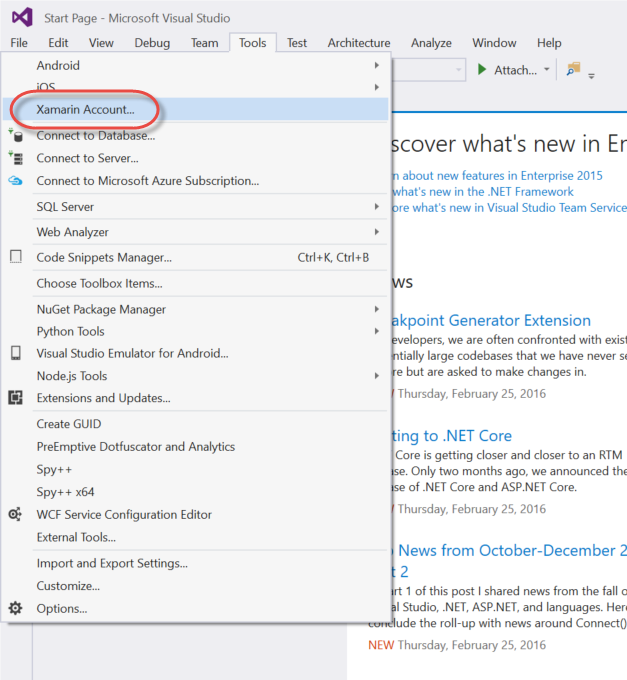 Start Page - Microsoft Visual Studio
File Edit View Debug Team Tools Test Architecture Analyze Window Help
Android
iOS
Attach...
Xamarin Account...
Connect to Database...
Connect to Server...
Connect to Microsoft Azure Subscription...
SQL Server
Web Analyzer
Code Snippets Manager... Ctrl+K, Ctrl+B
Choose Toolbox Items...
NuGet Package Manager
Python Tools
Visual Studio Emulator for Android...
Node.js Tools
Extensions and Updates...
Create GUID
PreEmptive Dotfuscator and Analytics
Spy++
Spy++ x64
WCF Service Configuration Editor
External Tools...
Import and Export Settings...
Customize...
Options...
scover what's new in Er
n about new features in Enterprise 2015
what's new in the .NET Framework
ore what's new in Visual Studio Team Service
ws
akpoint Generator Extension
evelopers, we are often confronted with exist
ntially large codebases that we have never se
re but are asked to make changes in.
Thursday, February 25, 2016
ting to .NET Core
Core is getting closer and closer to an RTM
ase. Only two months ago, we announced the
ase of .NET Core and ASP.NET Core.
Thursday, February 25, 2016
News from October-December 2
t 2
rt 1 of this post I shared news from the fall o
al Studio, .NET, ASP.NET, and languages. Here
conclude the roll-up with news around Connect()
NEW Thursday, February 25, 2016